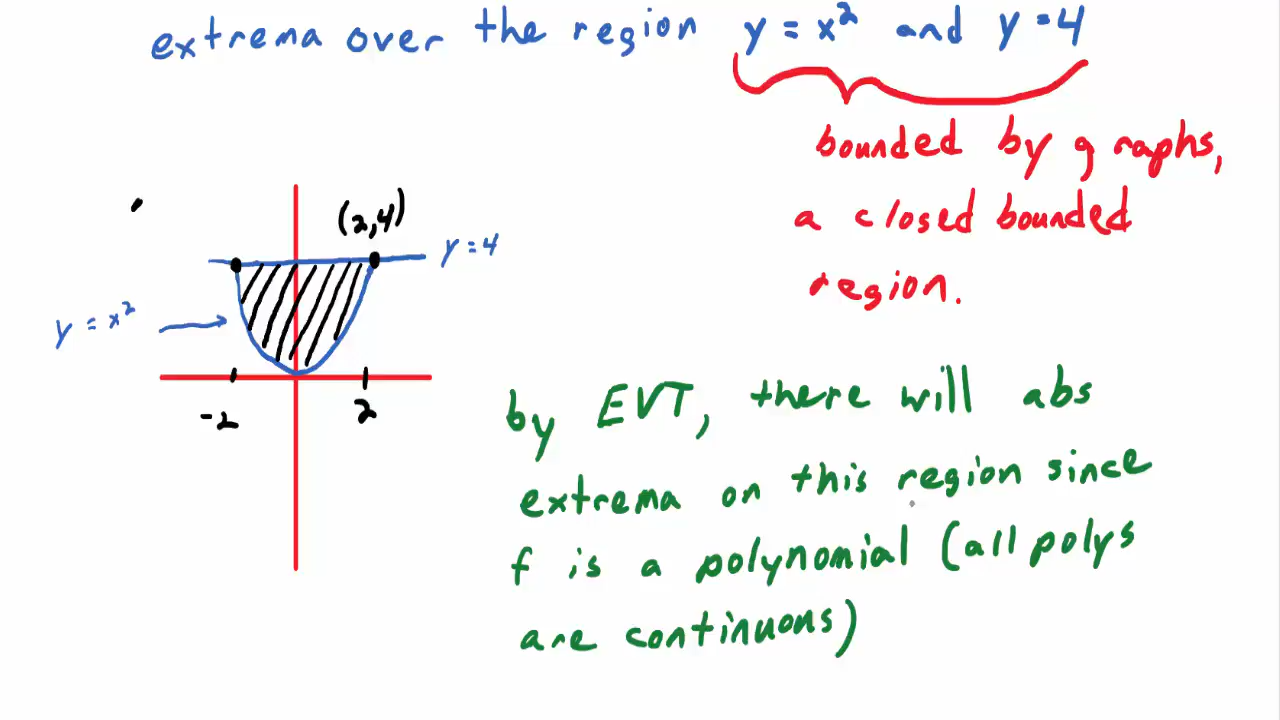 extrema over the region y = x² and y = 4
bounded by graphs,
a closed bounded
region.
(2,4)
y = 4
y = x²
-2
2
by EVT, there will abs
extrema on this region since
f is a polynomial (all polys
are continuous)